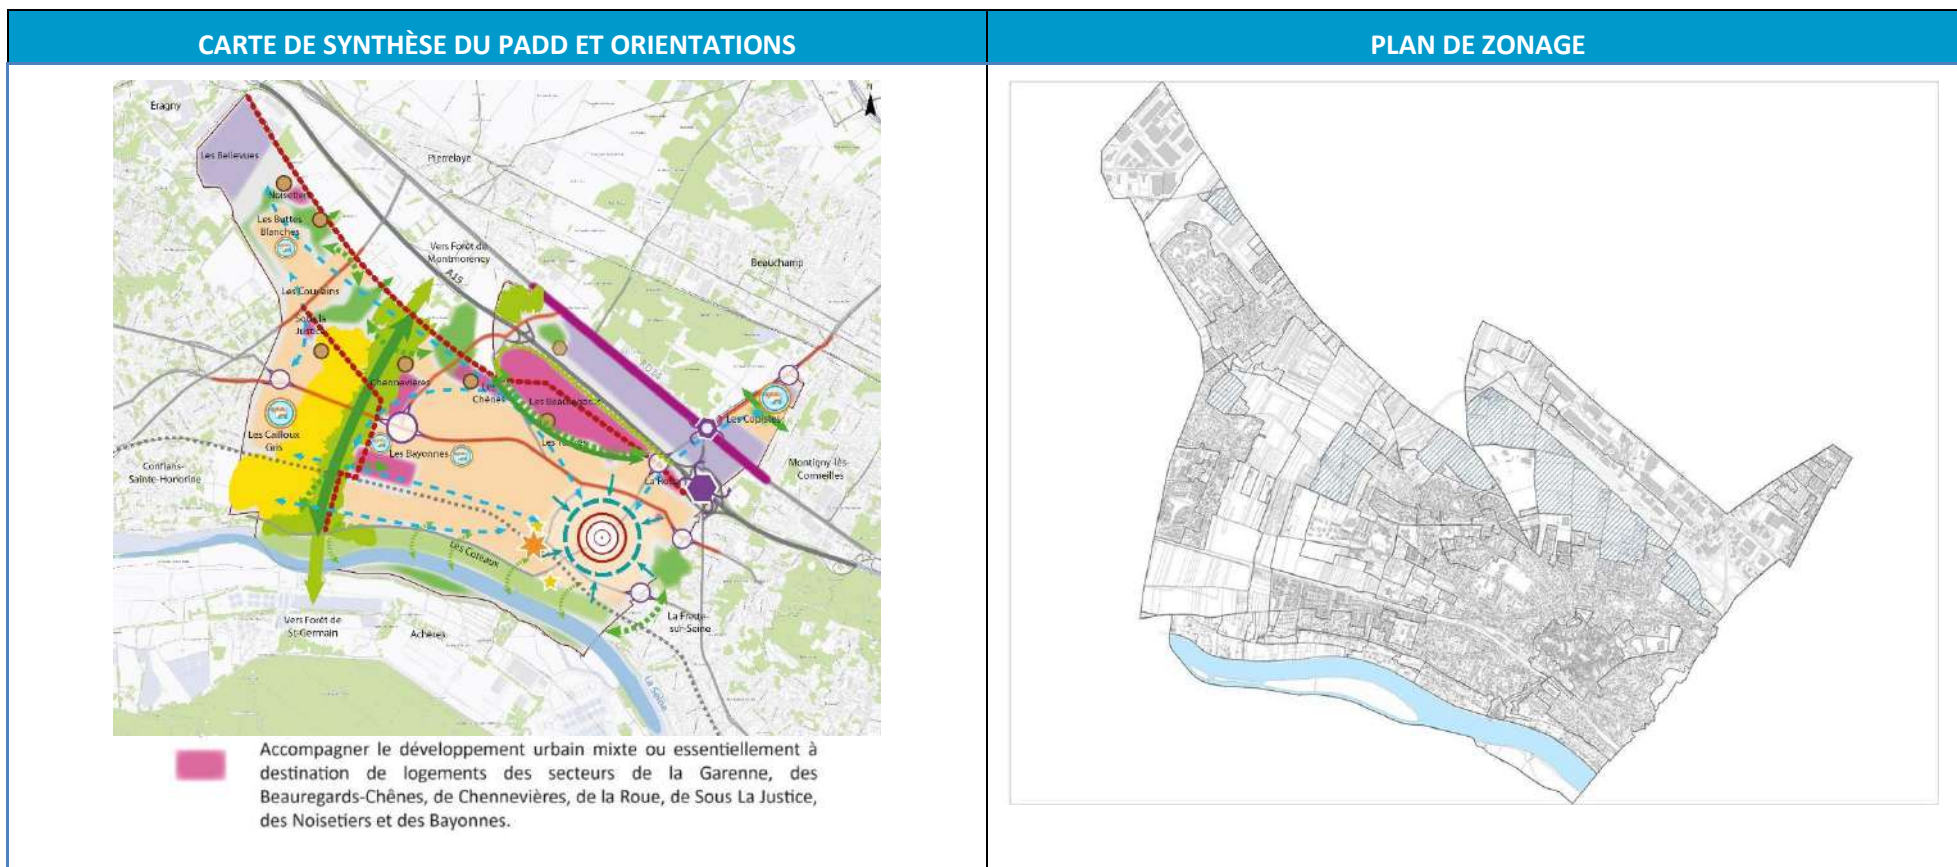 CARTE DE SYNTHÈSE DU PADD ET ORIENTATIONS
PLAN DE ZONAGE
Eragny
Les Bellevues
Pierrelaye
Noisetier
Les Buttes
Blanches
Vers Forêt de
Montmorency
A15
Beauchamp
Les Courlains
Sous la
Justice
Chennevières
Les
Chênes
Les Beauregards
Les Copistes
Les Cailloux
Gris
Les Bayonnes
La Roue
Montigny-lès-
Cormeilles
Conflans-
Sainte-Honorine
Les Coteaux
La Frette-
sur-Seine
Vers Forêt de
St-Germain
Achères
La Seine
Accompagner le développement urbain mixte ou essentiellement à
destination de logements des secteurs de la Garenne, des
Beauregards-Chênes, de Chennevières, de la Roue, de Sous La Justice,
des Noisetiers et des Bayonnes.